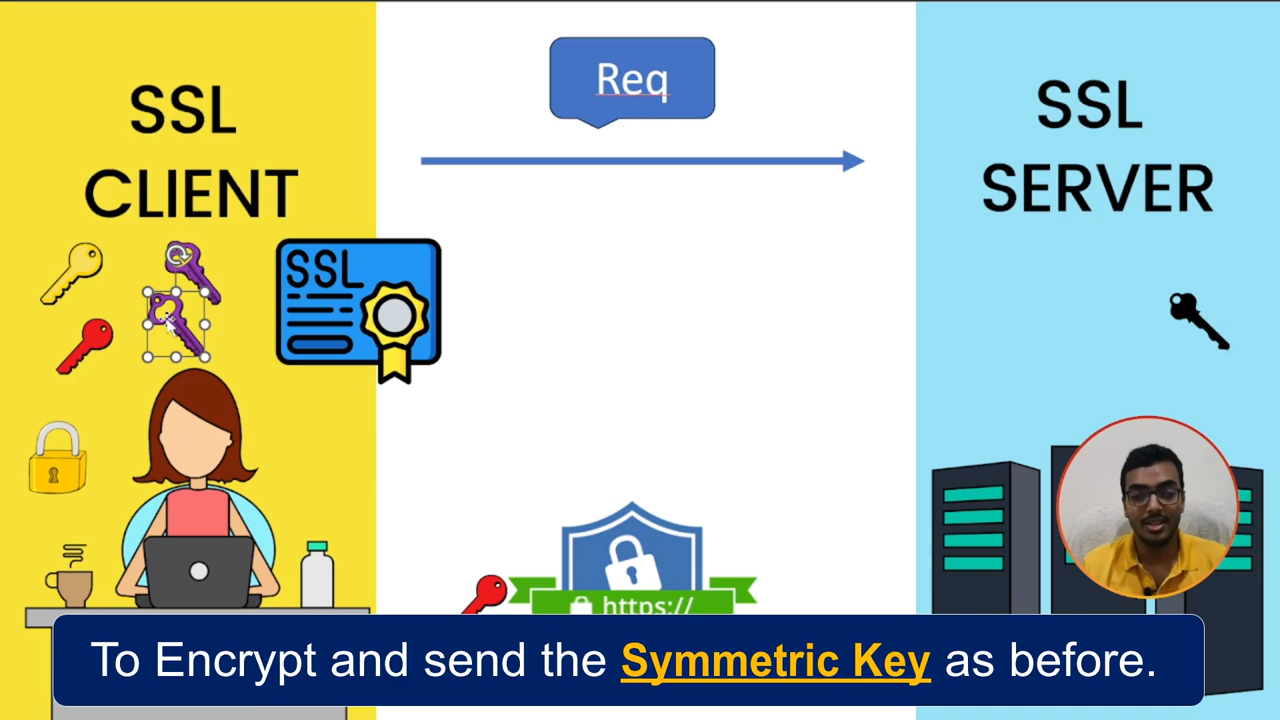 Req
SSL
CLIENT
SSL
SERVER
SSL
https://
To Encrypt and send the Symmetric Key as before.